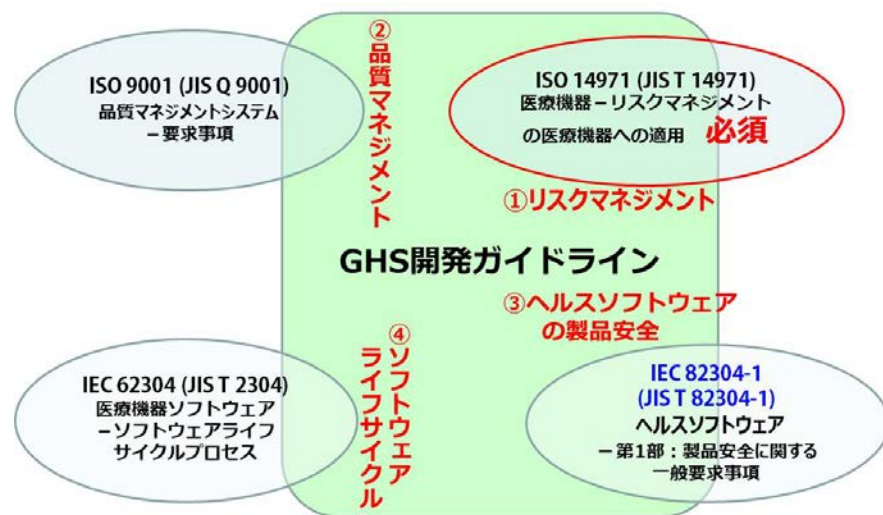 ISO 9001 (JIS Q 9001)
品質マネジメントシステム
－要求事項
②品質マネジメント
ISO 14971 (JIS T 14971)
医療機器－リスクマネジメント
の医療機器への適用 必須
①リスクマネジメント
GHS開発ガイドライン
③ヘルスソフトウェア
の製品安全
④ソフトウェア
ライフサイクル
IEC 62304 (JIS T 2304)
医療機器ソフトウェア
－ソフトウェアライフ
サイクルプロセス
IEC 82304-1
(JIS T 82304-1)
ヘルスソフトウェア
－第1部：製品安全に関する
一般要求事項